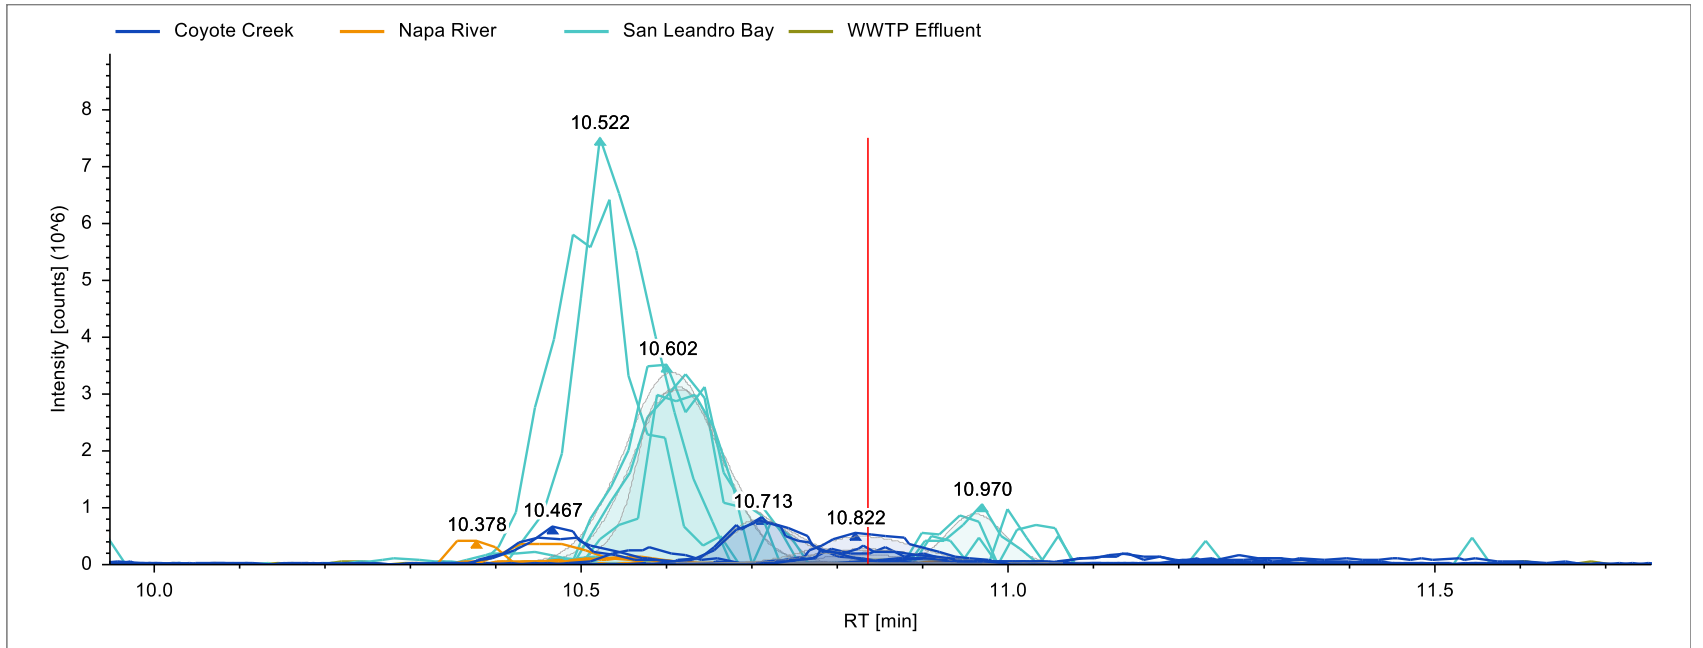 Coyote Creek Napa River San Leandro Bay WWTP Effluent
8
10.522
7
6
Intensity [counts] (10^6)
5
4
10.602
3
2
1
10.378 10.467 10.713 10.822 10.970
0
10.0 10.5 11.0 11.5
RT [min]